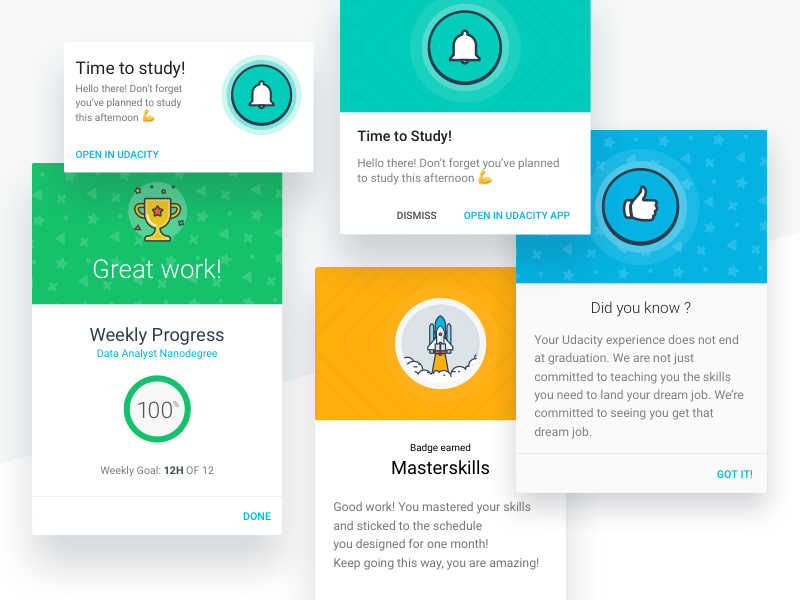 Time to study!
Hello there! Don't forget
you've planned to study
this afternoon 💪
OPEN IN UDACITY
Great work!
Weekly Progress
Data Analyst Nanodegree
100%
Weekly Goal: 12H OF 12
DONE
Time to Study!
Hello there! Don't forget you've planned
to study this afternoon 💪
DISMISS
OPEN IN UDACITY APP
Badge earned
Masterskills
Good work! You mastered your skills
and sticked to the schedule
you designed for one month!
Keep going this way, you are amazing!
Did you know ?
Your Udacity experience does not end
at graduation. We are not just
committed to teaching you the skills
you need to land your dream job. We're
committed to seeing you get that
dream job.
GOT IT!